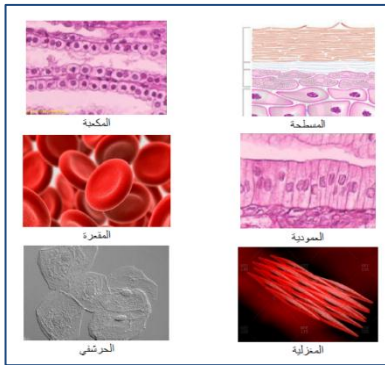 المسطحة
المكعبة
العمودية
المقعرة
المغزلية
الحرشفي